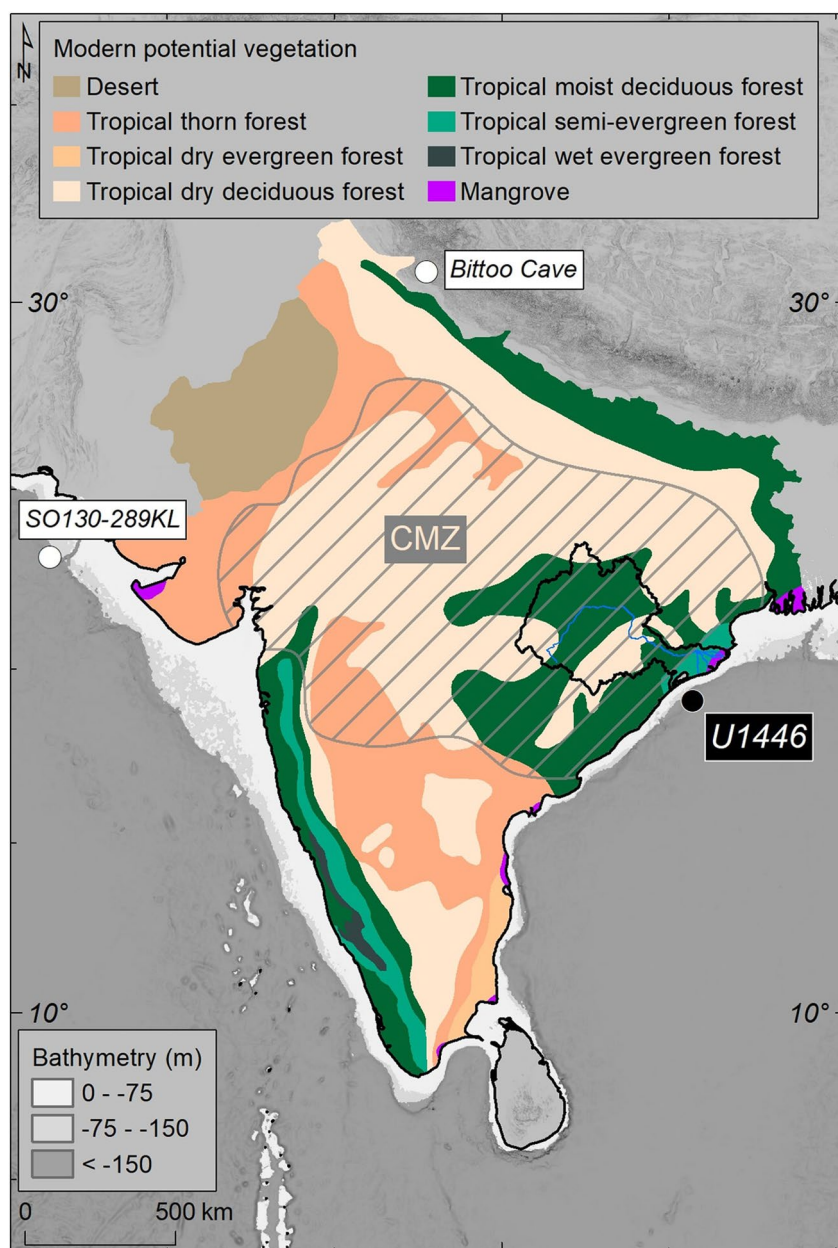 N
Modern potential vegetation
Desert
Tropical thorn forest
Tropical dry evergreen forest
Tropical dry deciduous forest
Tropical moist deciduous forest
Tropical semi-evergreen forest
Tropical wet evergreen forest
Mangrove
Bittoo Cave
30°
30°
SO130-289KL
CMZ
U1446
10°
10°
Bathymetry (m)
0 - -75
-75 - -150
< -150
0
500 km